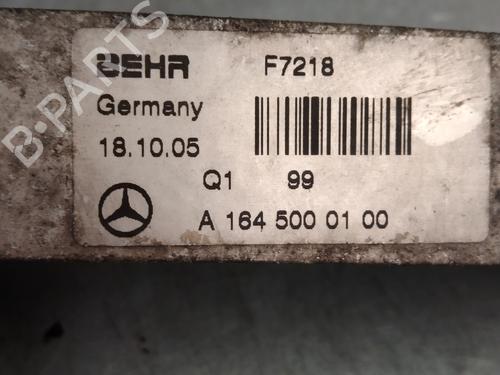 BEHR F7218
Germany
18.10.05
Q1 99
A 164 500 01 00
B-PARTS